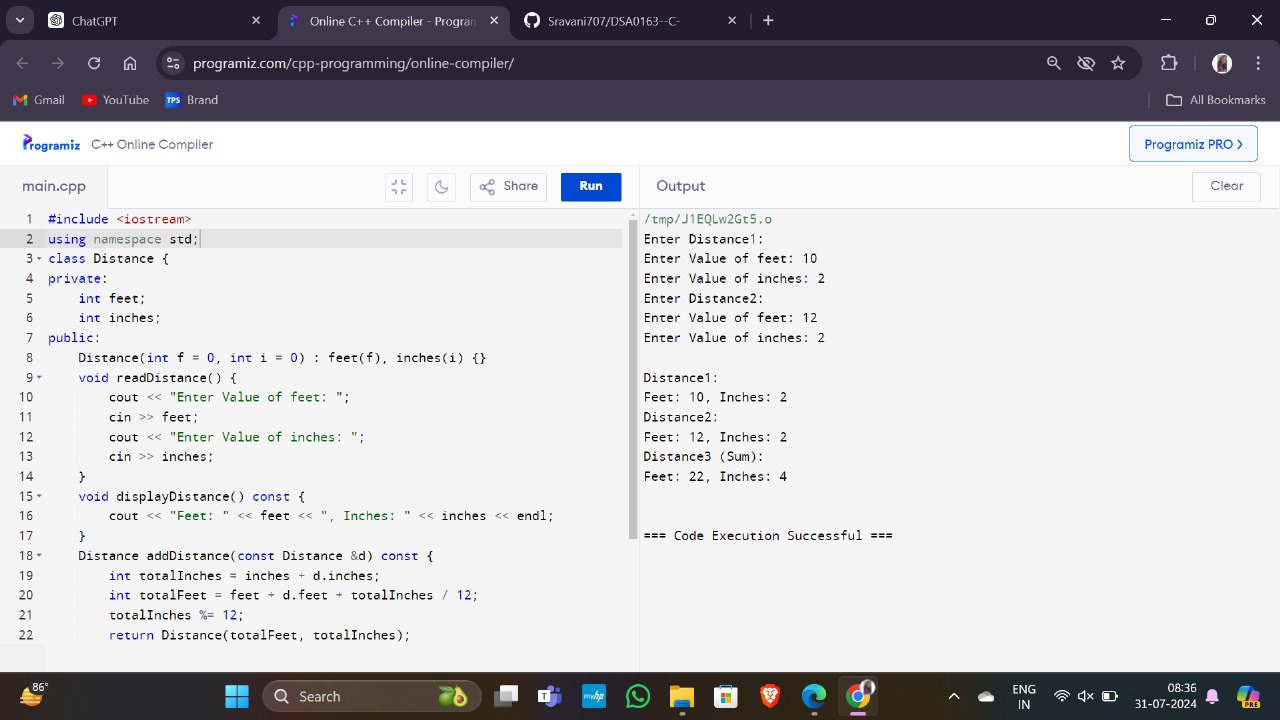 ChatGPT
Online C++ Compiler - Program
Sravani707/DSA0163--C-
programiz.com/cpp-programming/online-compiler/
Gmail
YouTube
TPS
Brand
All Bookmarks
Programiz
C++ Online Compiler
Programiz PRO
main.cpp
Share
Run
Output
Clear
1 #include <iostream>
2 using namespace std;
3 class Distance {
4 private:
5 int feet;
6 int inches;
7 public:
8 Distance(int f = 0, int i = 0) : feet(f), inches(i) {}
9 void readDistance() {
10 cout << "Enter Value of feet: ";
11 cin >> feet;
12 cout << "Enter Value of inches: ";
13 cin >> inches;
14 }
15 void displayDistance() const {
16 cout << "Feet: " << feet << ", Inches: " << inches << endl;
17 }
18 Distance addDistance(const Distance &d) const {
19 int totalInches = inches + d.inches;
20 int totalFeet = feet + d.feet + totalInches / 12;
21 totalInches %= 12;
22 return Distance(totalFeet, totalInches);
/tmp/J1EQLw2Gt5.o
Enter Distance1:
Enter Value of feet: 10
Enter Value of inches: 2
Enter Distance2:
Enter Value of feet: 12
Enter Value of inches: 2
Distance1:
Feet: 10, Inches: 2
Distance2:
Feet: 12, Inches: 2
Distance3 (Sum):
Feet: 22, Inches: 4
=== Code Execution Successful ===
86°
Search
myhp
ENG
IN
08:36
31-07-2024
PRE